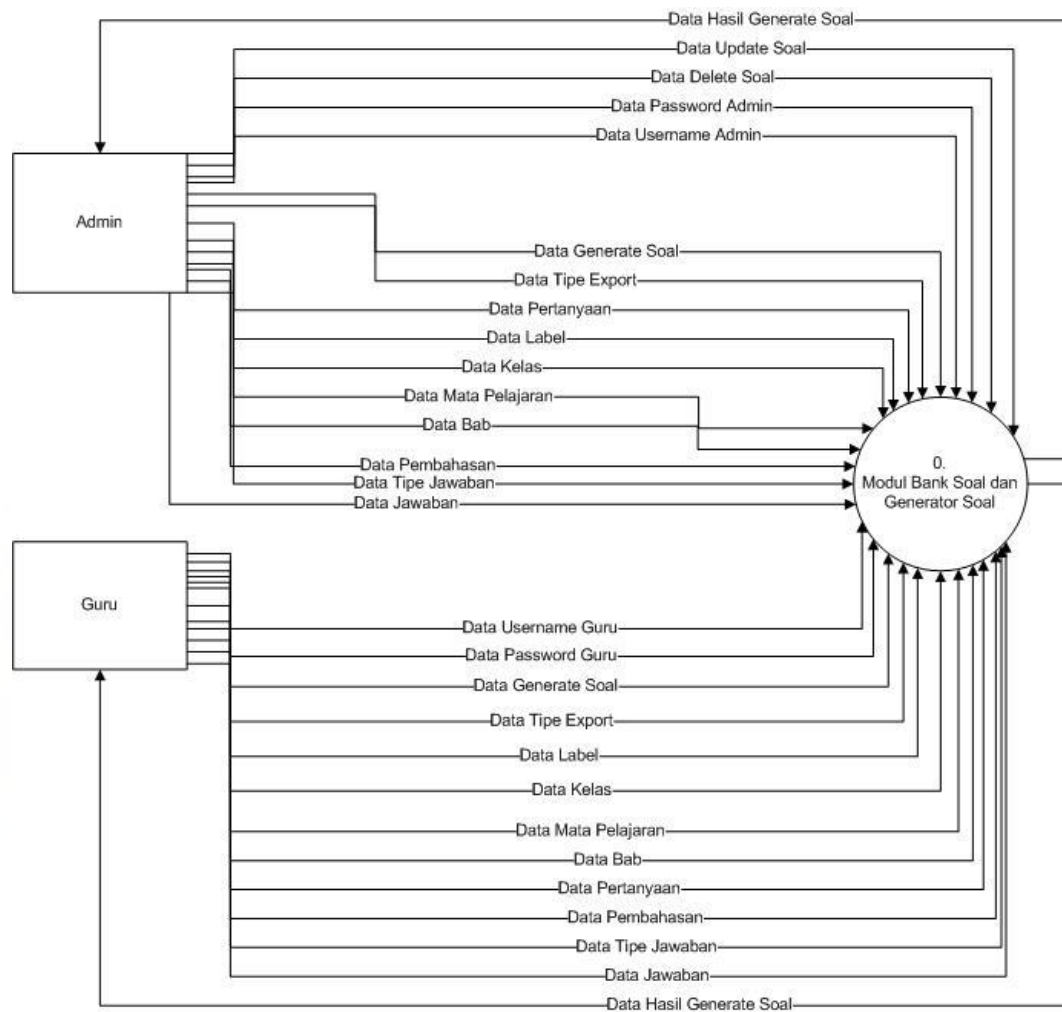 Data Hasil Generate Soal
Data Update Soal
Data Delete Soal
Data Password Admin
Data Username Admin
Admin
Data Generate Soal
Data Tipe Export
Data Pertanyaan
Data Label
Data Kelas
Data Mata Pelajaran
Data Bab
Data Pembahasan
Data Tipe Jawaban
Data Jawaban
0.
Modul Bank Soal dan
Generator Soal
Guru
Data Username Guru
Data Password Guru
Data Generate Soal
Data Tipe Export
Data Label
Data Kelas
Data Mata Pelajaran
Data Bab
Data Pertanyaan
Data Pembahasan
Data Tipe Jawaban
Data Jawaban
Data Hasil Generate Soal